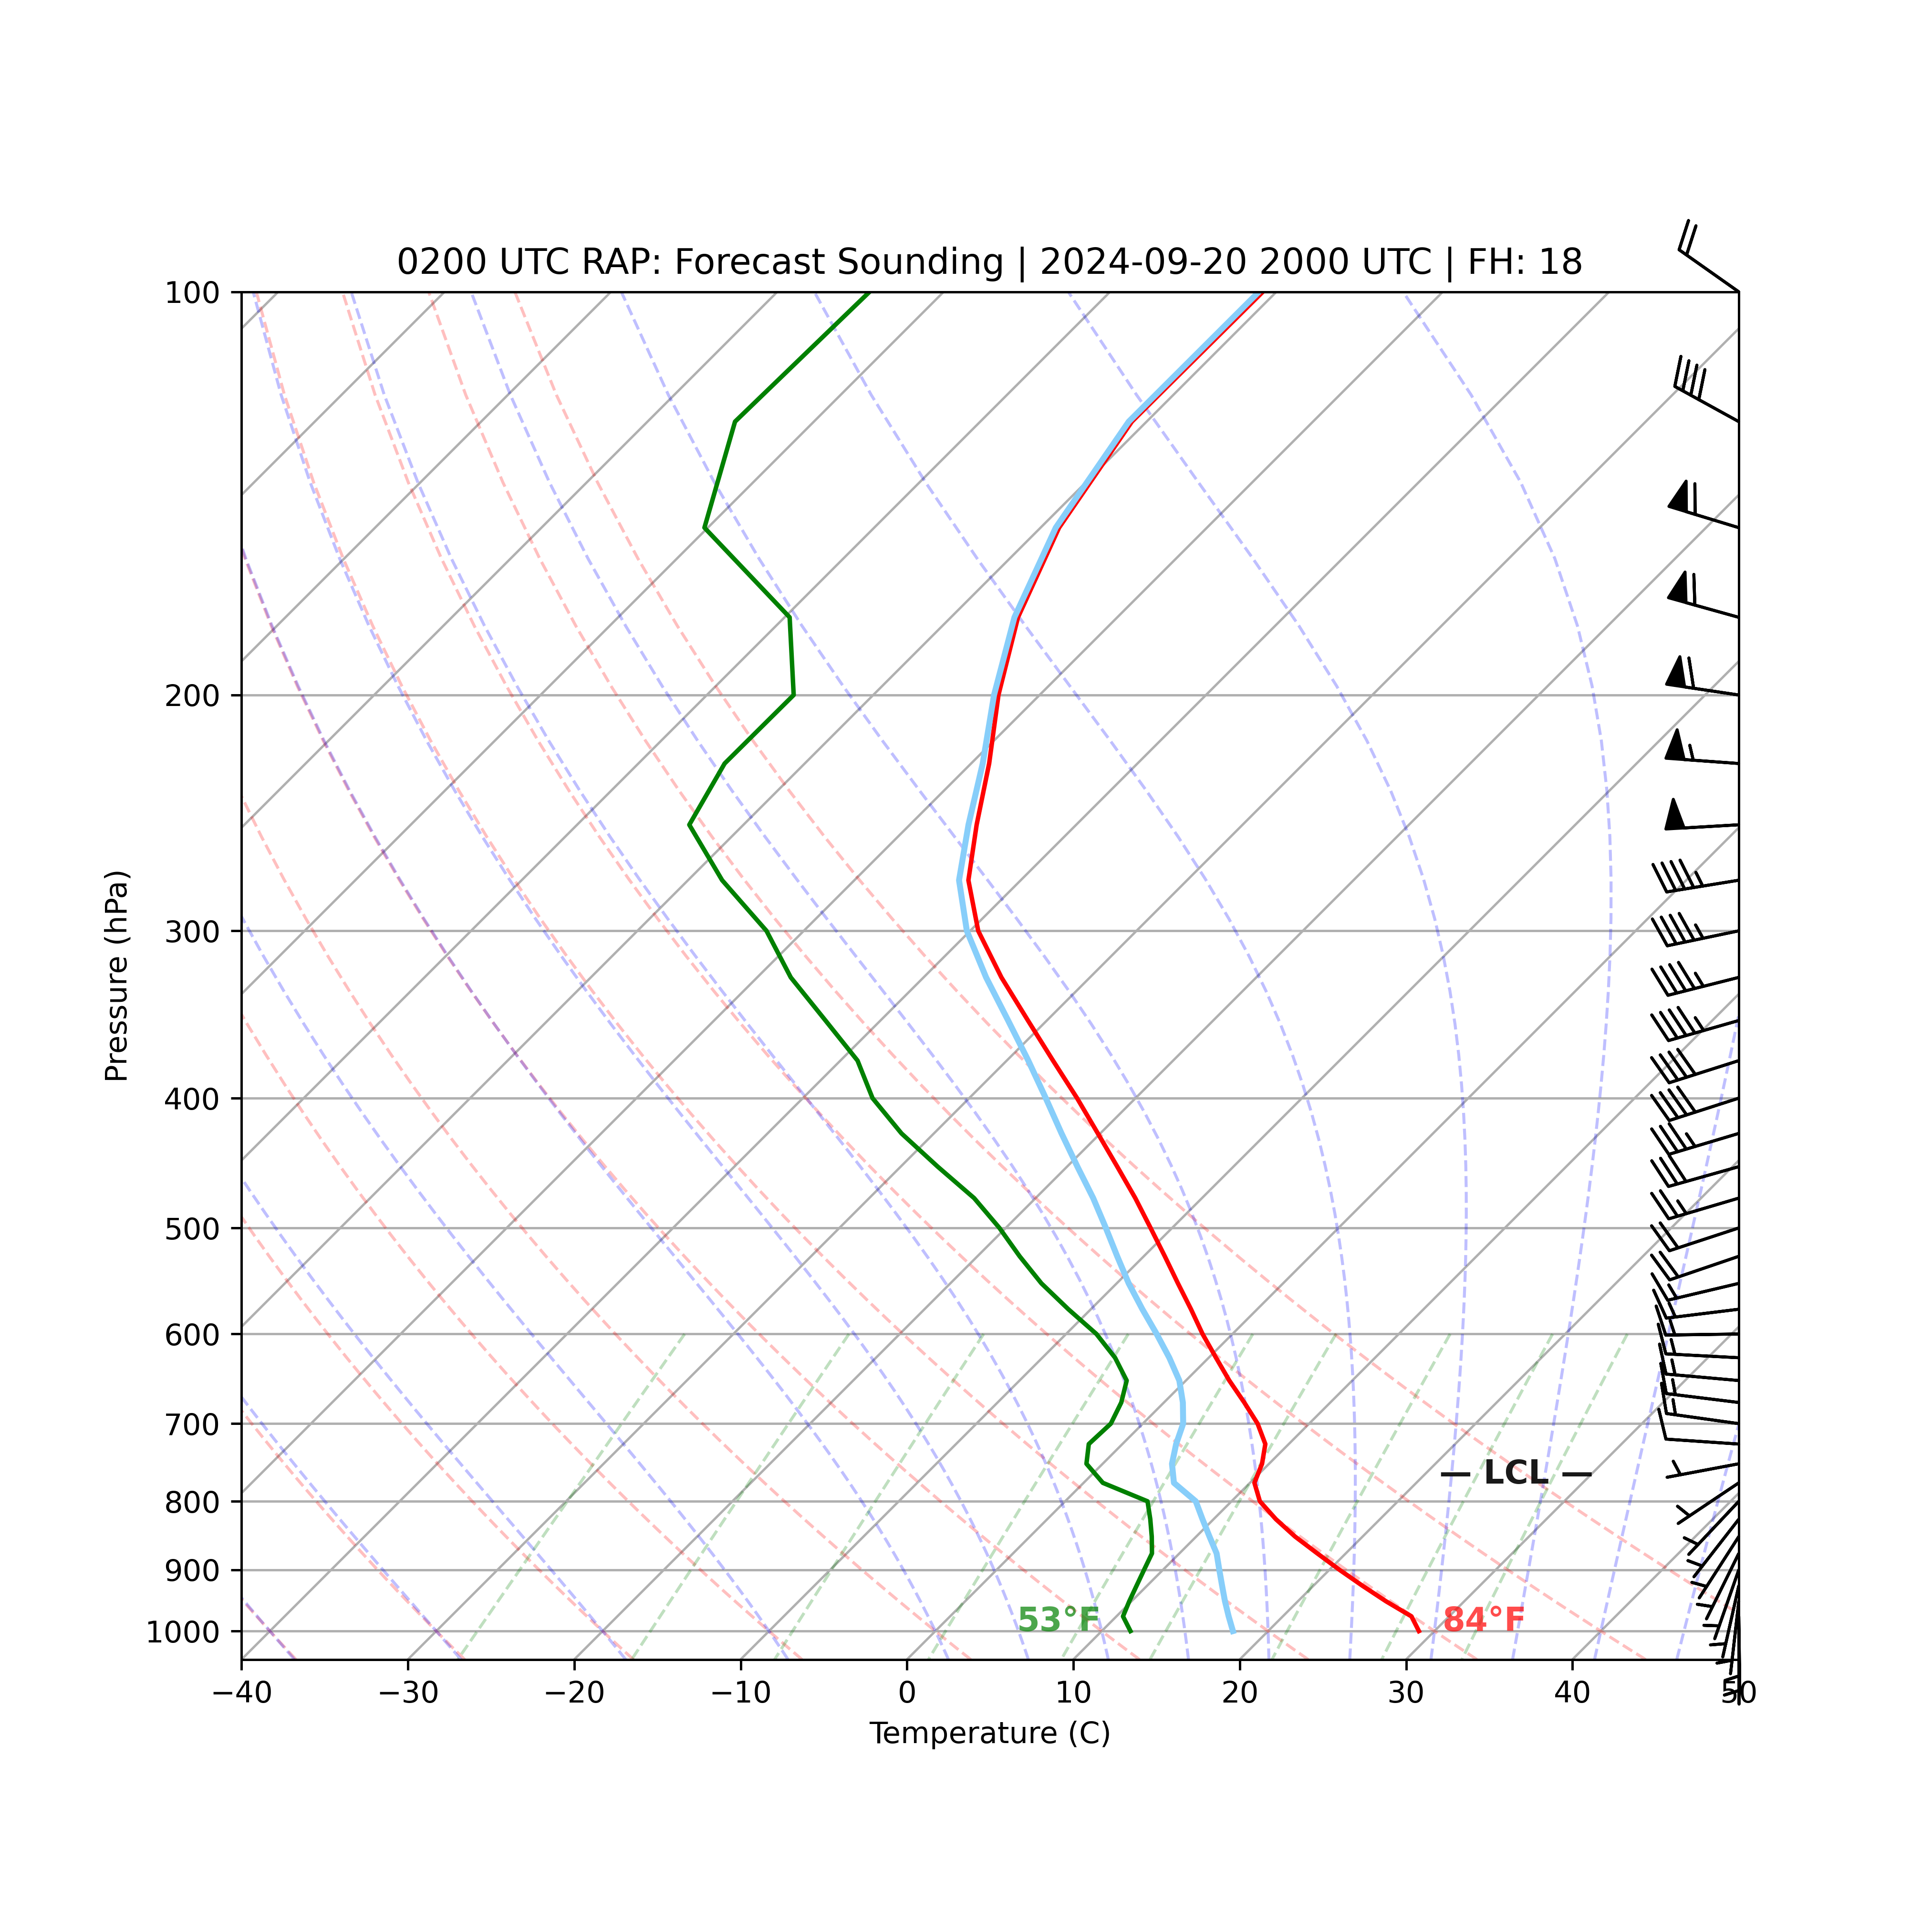 0200 UTC RAP: Forecast Sounding | 2024-09-20 2000 UTC | FH: 18
100
200
300
400
500
600
700
800
900
1000
Pressure (hPa)
— LCL —
53°F
84°F
−40 −30 −20 −10 0 10 20 30 40 50
Temperature (C)